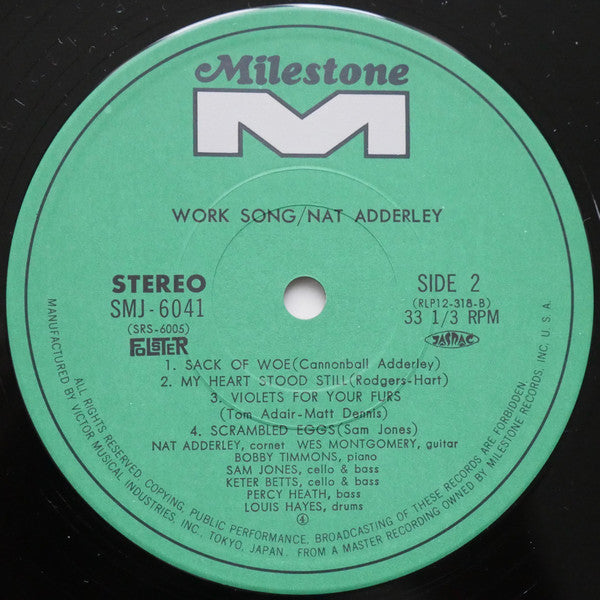 Milestone
M
WORK SONG/NAT ADDERLEY
STEREO
SMJ-6041
(SRS-6005)
FOLSTER
SIDE 2
(RLP12-318-B)
33 1/3 RPM
JASRAC
1. SACK OF WOE(Cannonball Adderley)
2. MY HEART STOOD STILL(Rodgers-Hart)
3. VIOLETS FOR YOUR FURS
(Tom Adair-Matt Dennis)
4. SCRAMBLED EGGS(Sam Jones)
NAT ADDERLEY, cornet WES MONTGOMERY, guitar
BOBBY TIMMONS, piano
SAM JONES, cello & bass
KETER BETTS, cello & bass
PERCY HEATH, bass
LOUIS HAYES, drums
④
MANUFACTURED BY VICTOR MUSICAL INDUSTRIES, INC., TOKYO, JAPAN. FROM A MASTER RECORDING OWNED BY MILESTONE RECORDS, INC, U.S.A.
ALL RIGHTS RESERVED. COPYING, PUBLIC PERFORMANCE, BROADCASTING OF THESE RECORDS ARE FORBIDDEN.